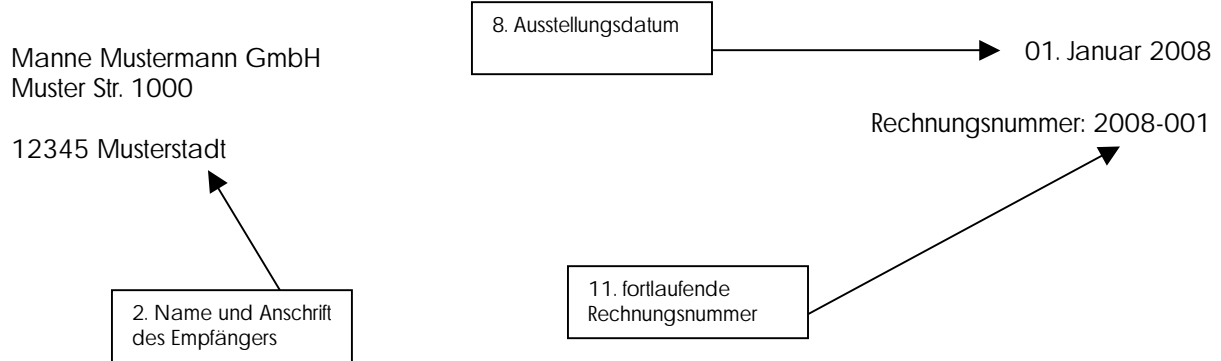 8. Ausstellungsdatum
Manne Mustermann GmbH
Muster Str. 1000
01. Januar 2008
Rechnungsnummer: 2008-001
12345 Musterstadt
2. Name und Anschrift
des Empfängers
11. fortlaufende
Rechnungsnummer